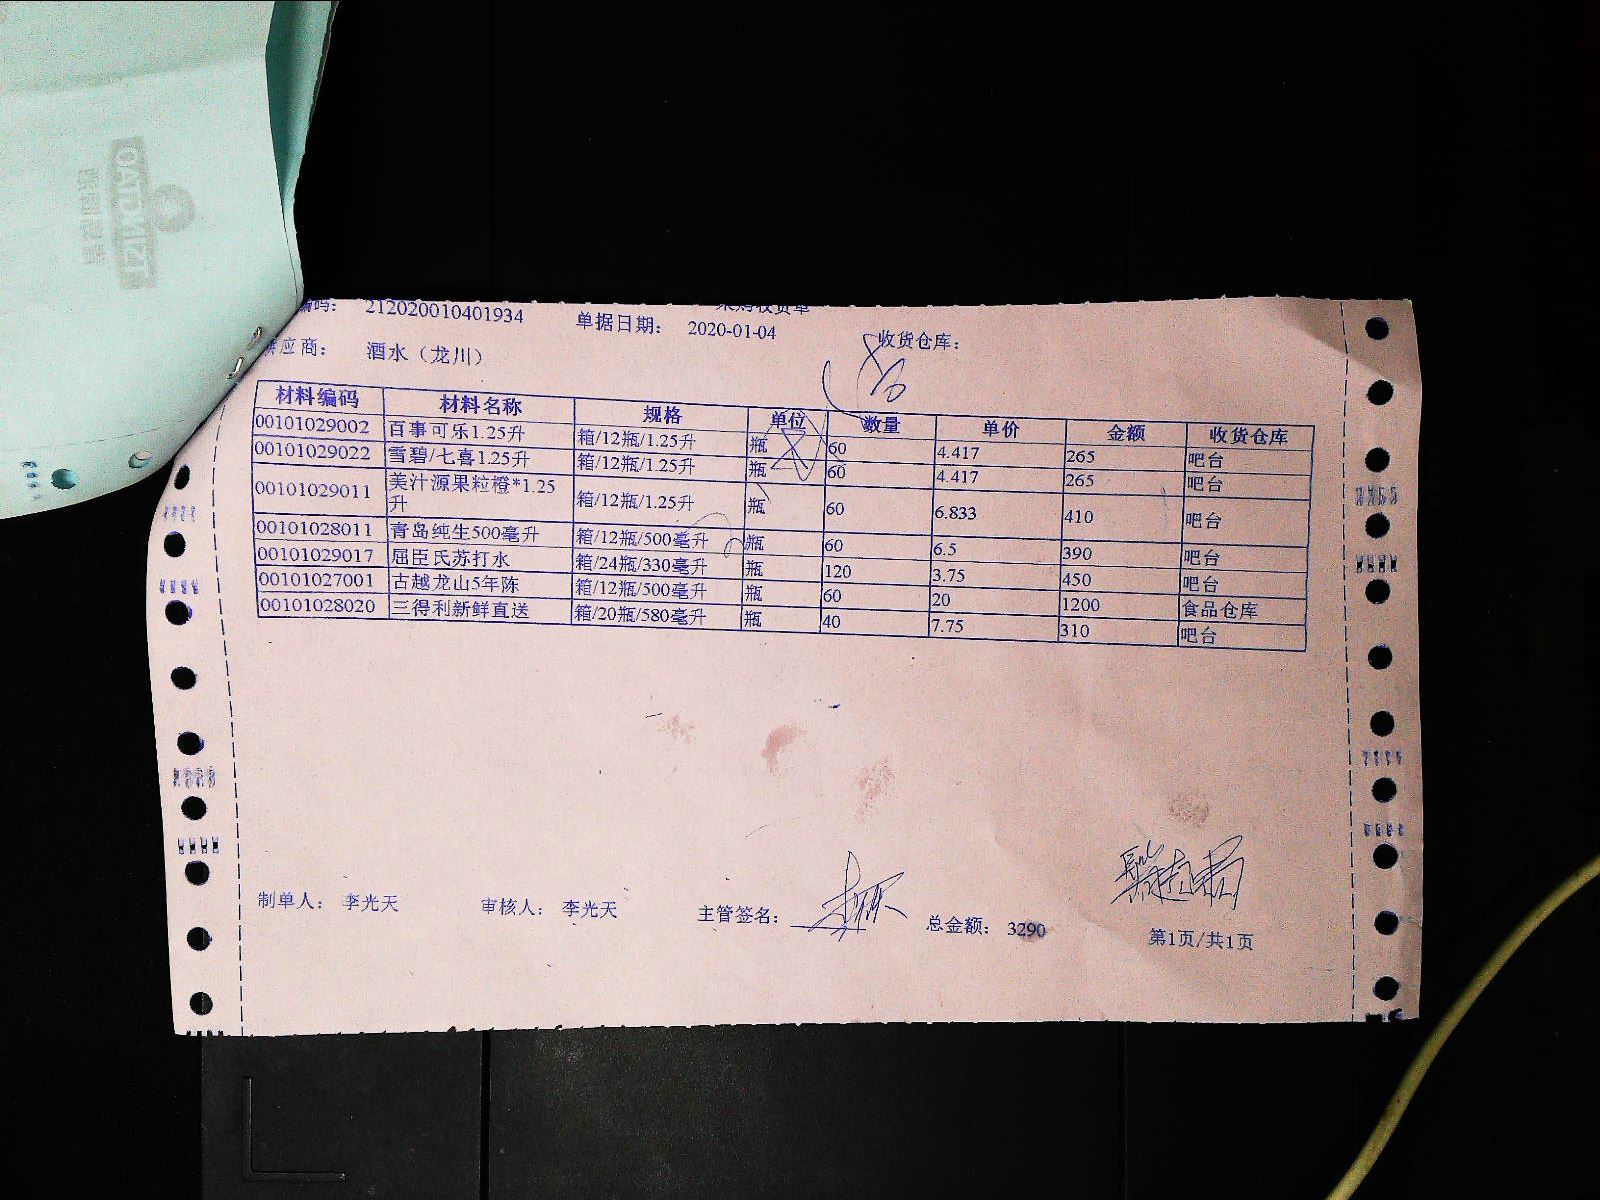 编码： 212020010401934 单据日期： 2020-01-04 采购收货单
供应商： 酒水（龙川） 收货仓库：
材料编码 材料名称 规格 单位 数量 单价 金额 收货仓库
00101029002 百事可乐1.25升 箱/12瓶/1.25升 瓶 60 4.417 265 吧台
00101029022 雪碧/七喜1.25升 箱/12瓶/1.25升 瓶 60 4.417 265 吧台
00101029011 美汁源果粒橙*1.25升 箱/12瓶/1.25升 瓶 60 6.833 410 吧台
00101028011 青岛纯生500毫升 箱/12瓶/500毫升 瓶 60 6.5 390 吧台
00101029017 屈臣氏苏打水 箱/24瓶/330毫升 瓶 120 3.75 450 吧台
00101027001 古越龙山5年陈 箱/12瓶/500毫升 瓶 60 20 1200 食品仓库
00101028020 三得利新鲜直送 箱/20瓶/580毫升 瓶 40 7.75 310 吧台
制单人： 李光天 审核人： 李光天 主管签名： 总金额： 3290 第1页/共1页